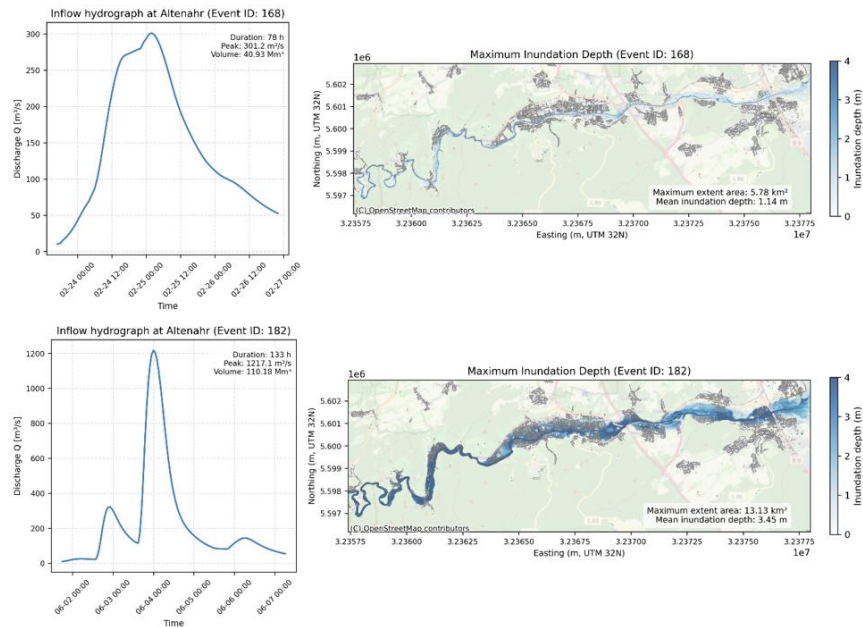 Inflow hydrograph at Altenahr (Event ID: 168)
Duration: 78 h
Peak: 301.2 m³/s
Volume: 40.93 Mm³
300
250
200
150
100
50
0
Discharge Q [m³/s]
02-24 00:00
02-24 12:00
02-25 00:00
02-25 12:00
02-26 00:00
02-26 12:00
02-27 00:00
Time
Maximum Inundation Depth (Event ID: 168)
1e6
5.602
5.601
5.600
5.599
5.598
5.597
Northing (m, UTM 32N)
Maximum extent area: 5.78 km²
Mean inundation depth: 1.14 m
(C) OpenStreetMap contributors
3.23575
3.23600
3.23625
3.23650
3.23675
3.23700
3.23725
3.23750
3.23775
1e7
Easting (m, UTM 32N)
4
3
2
1
0
Inundation depth (m)
Inflow hydrograph at Altenahr (Event ID: 182)
Duration: 133 h
Peak: 1217.1 m³/s
Volume: 110.18 Mm³
1200
1000
800
600
400
200
0
Discharge Q [m³/s]
06-02 00:00
06-03 00:00
06-04 00:00
06-05 00:00
06-06 00:00
06-07 00:00
Time
Maximum Inundation Depth (Event ID: 182)
1e6
5.602
5.601
5.600
5.599
5.598
5.597
Northing (m, UTM 32N)
Maximum extent area: 13.13 km²
Mean inundation depth: 3.45 m
(C) OpenStreetMap contributors
3.23575
3.23600
3.23625
3.23650
3.23675
3.23700
3.23725
3.23750
3.23775
1e7
Easting (m, UTM 32N)
4
3
2
1
0
Inundation depth (m)